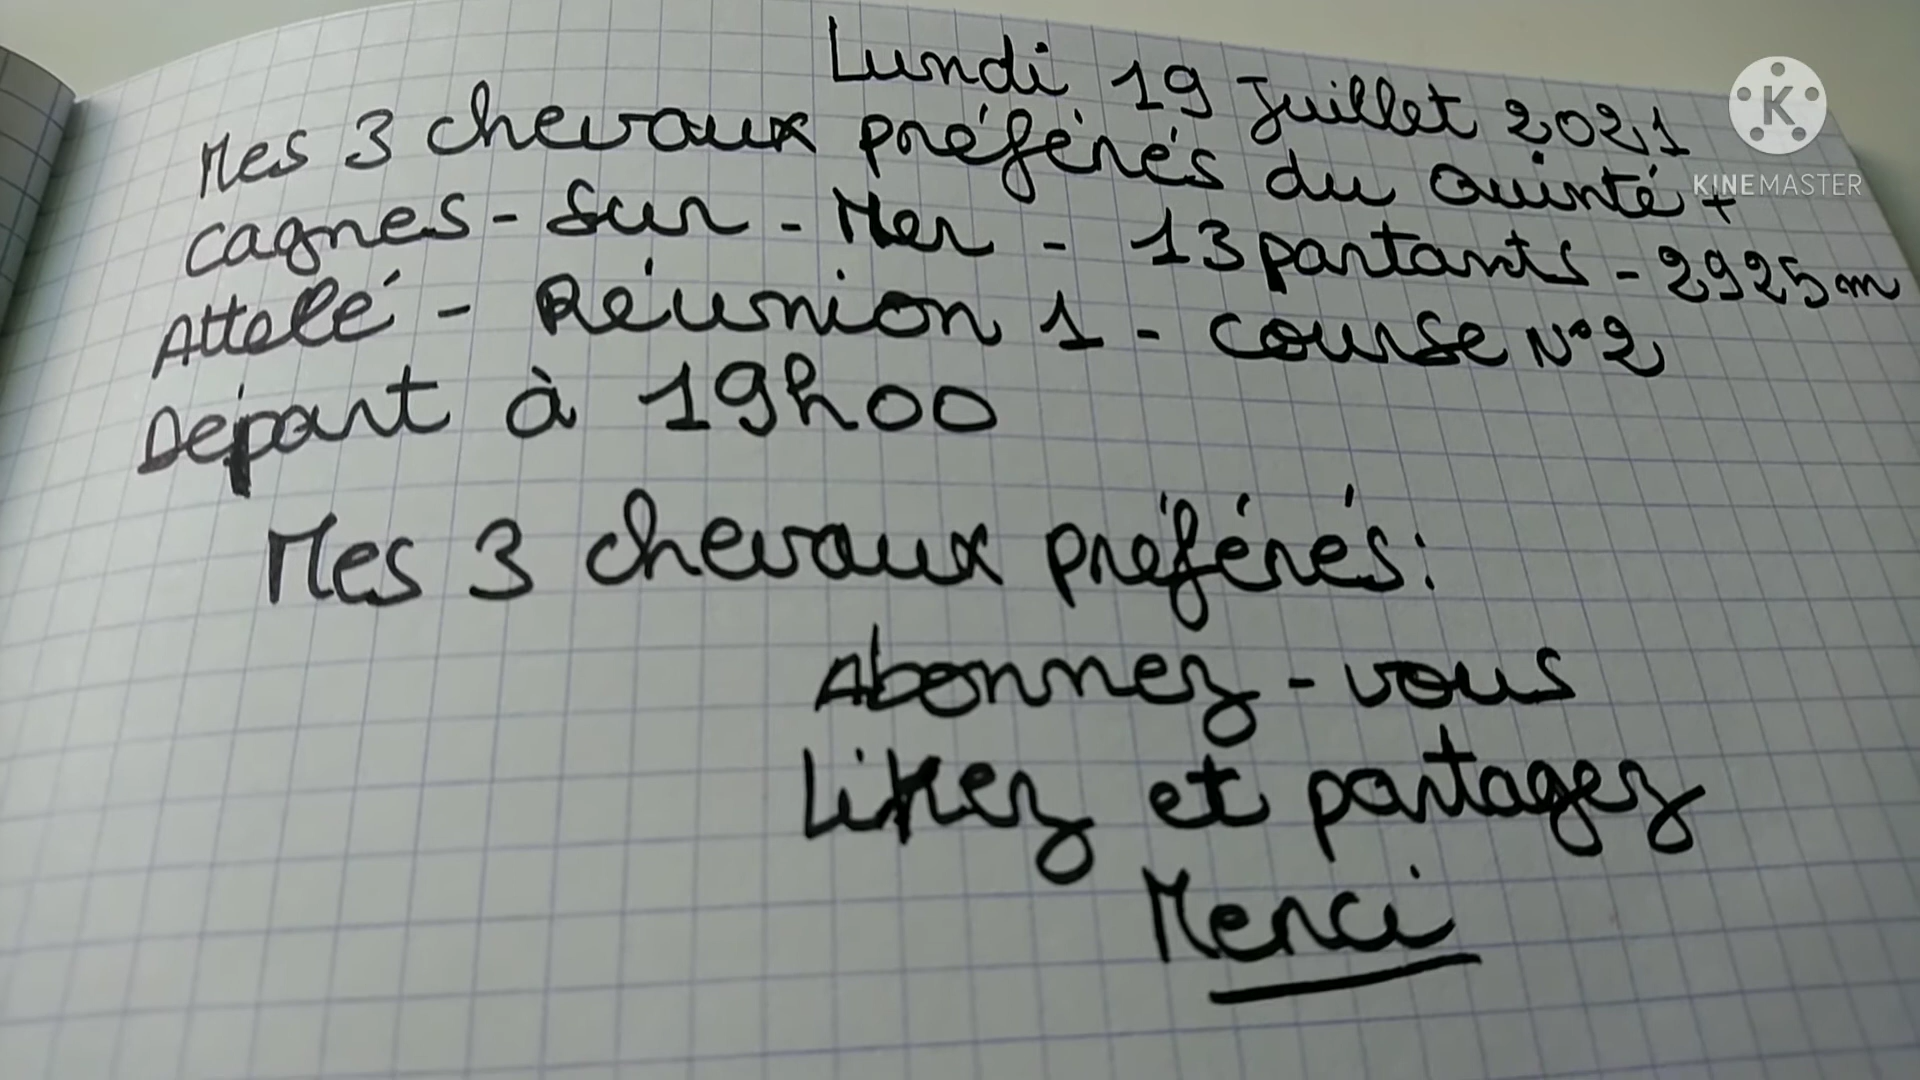 Lundi 19 Juillet 2021
Mes 3 chevaux préférés du Quinté +
Cagnes - Sur - Mer - 13 partants - 2925m
Attelé - Réunion 1 - course N°2
Départ à 19h00
Mes 3 chevaux préférés :
Abonnez - vous
Likez et partagez
Merci
K
KINEMASTER